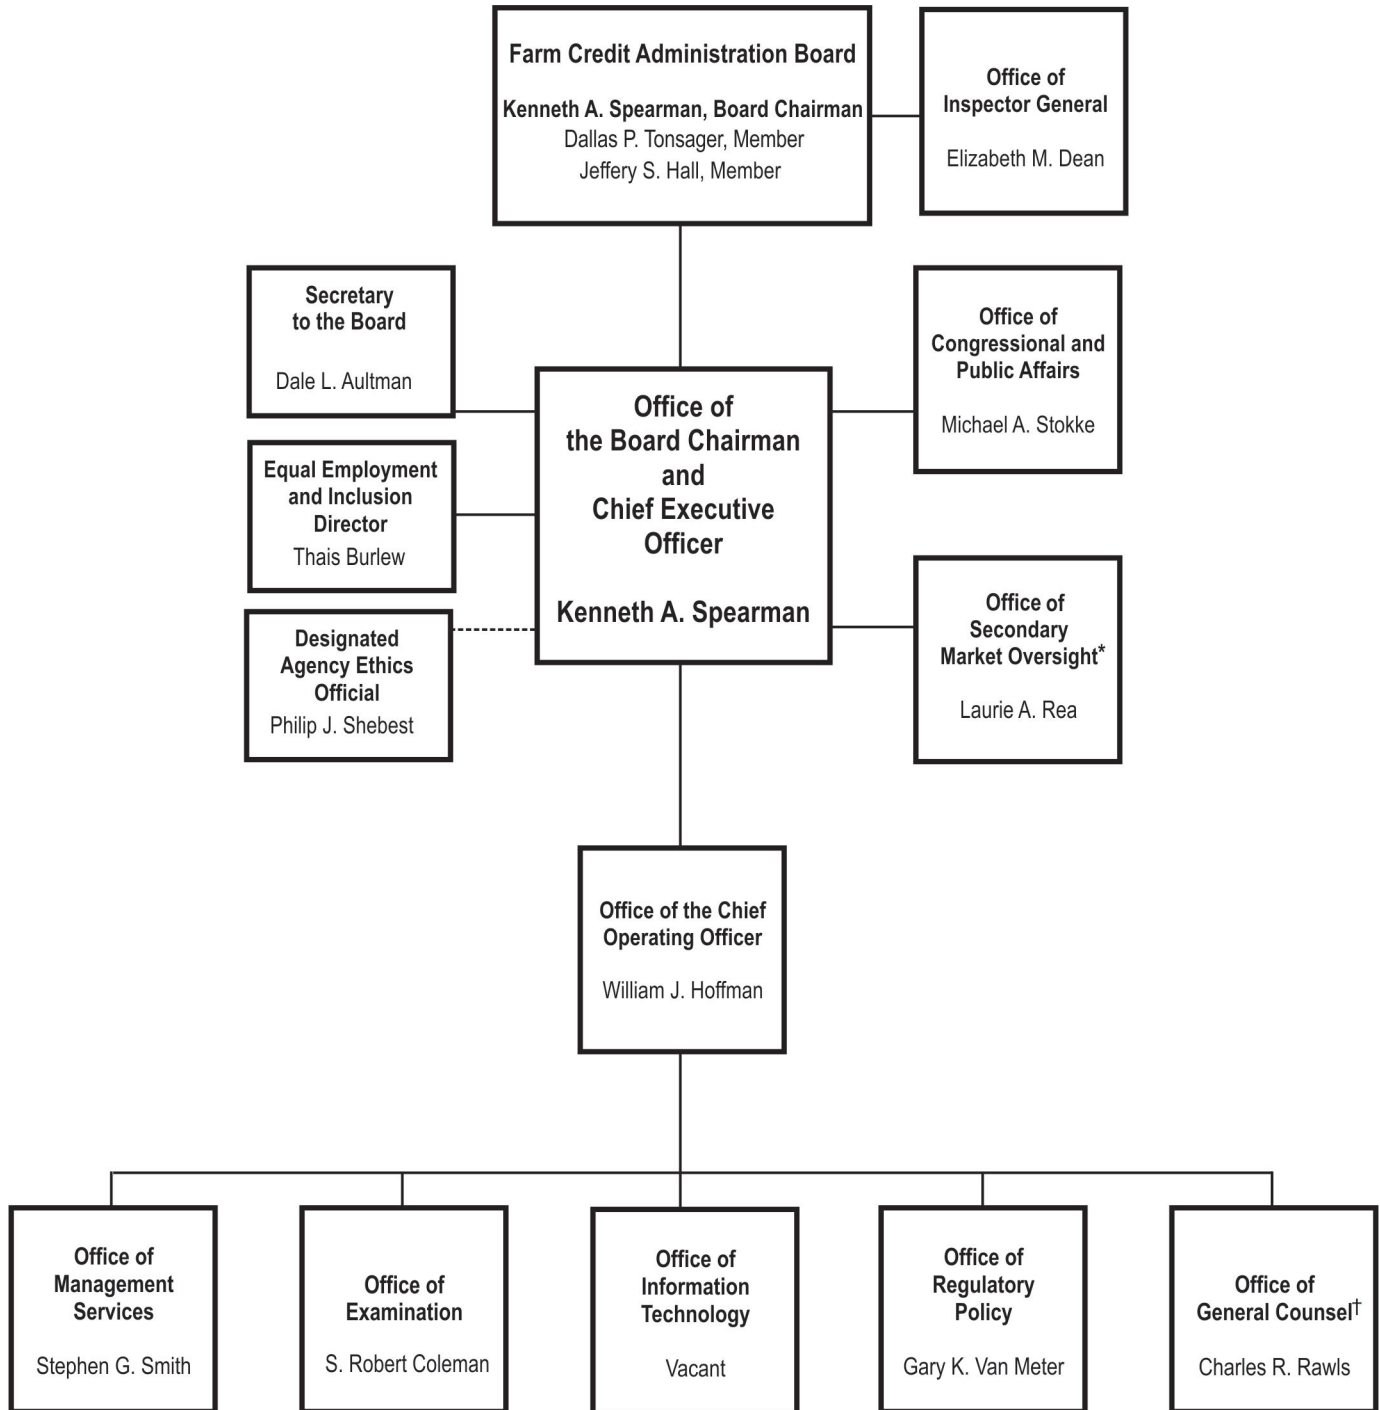 Farm Credit Administration Board
Kenneth A. Spearman, Board Chairman
Dallas P. Tonsager, Member
Jeffery S. Hall, Member
Office of
Inspector General
Elizabeth M. Dean
Secretary
to the Board
Dale L. Aultman
Equal Employment
and Inclusion
Director
Thais Burlew
Designated
Agency Ethics
Official
Philip J. Shebest
Office of
the Board Chairman
and
Chief Executive
Officer
Kenneth A. Spearman
Office of
Congressional and
Public Affairs
Michael A. Stokke
Office of
Secondary
Market Oversight*
Laurie A. Rea
Office of the Chief
Operating Officer
William J. Hoffman
Office of
Management
Services
Stephen G. Smith
Office of
Examination
S. Robert Coleman
Office of
Information
Technology
Vacant
Office of
Regulatory
Policy
Gary K. Van Meter
Office of
General Counsel†
Charles R. Rawls